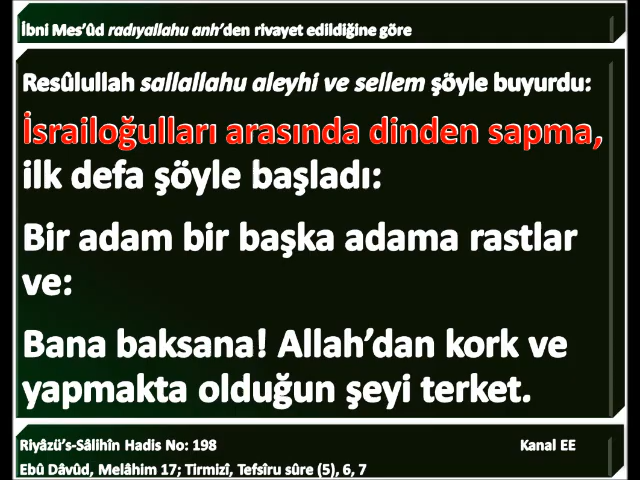 İbni Mes’ûd radıyallahu anh’den rivayet edildiğine göre
Resûlullah sallallahu aleyhi ve sellem şöyle buyurdu:
İsrailoğulları arasında dinden sapma,
ilk defa şöyle başladı:
Bir adam bir başka adama rastlar
ve:
Bana baksana! Allah’dan kork ve
yapmakta olduğun şeyi terket.
Riyâzü’s-Sâlihîn Hadis No: 198 Kanal EE
Ebû Dâvûd, Melâhim 17; Tirmizî, Tefsîru sûre (5), 6, 7